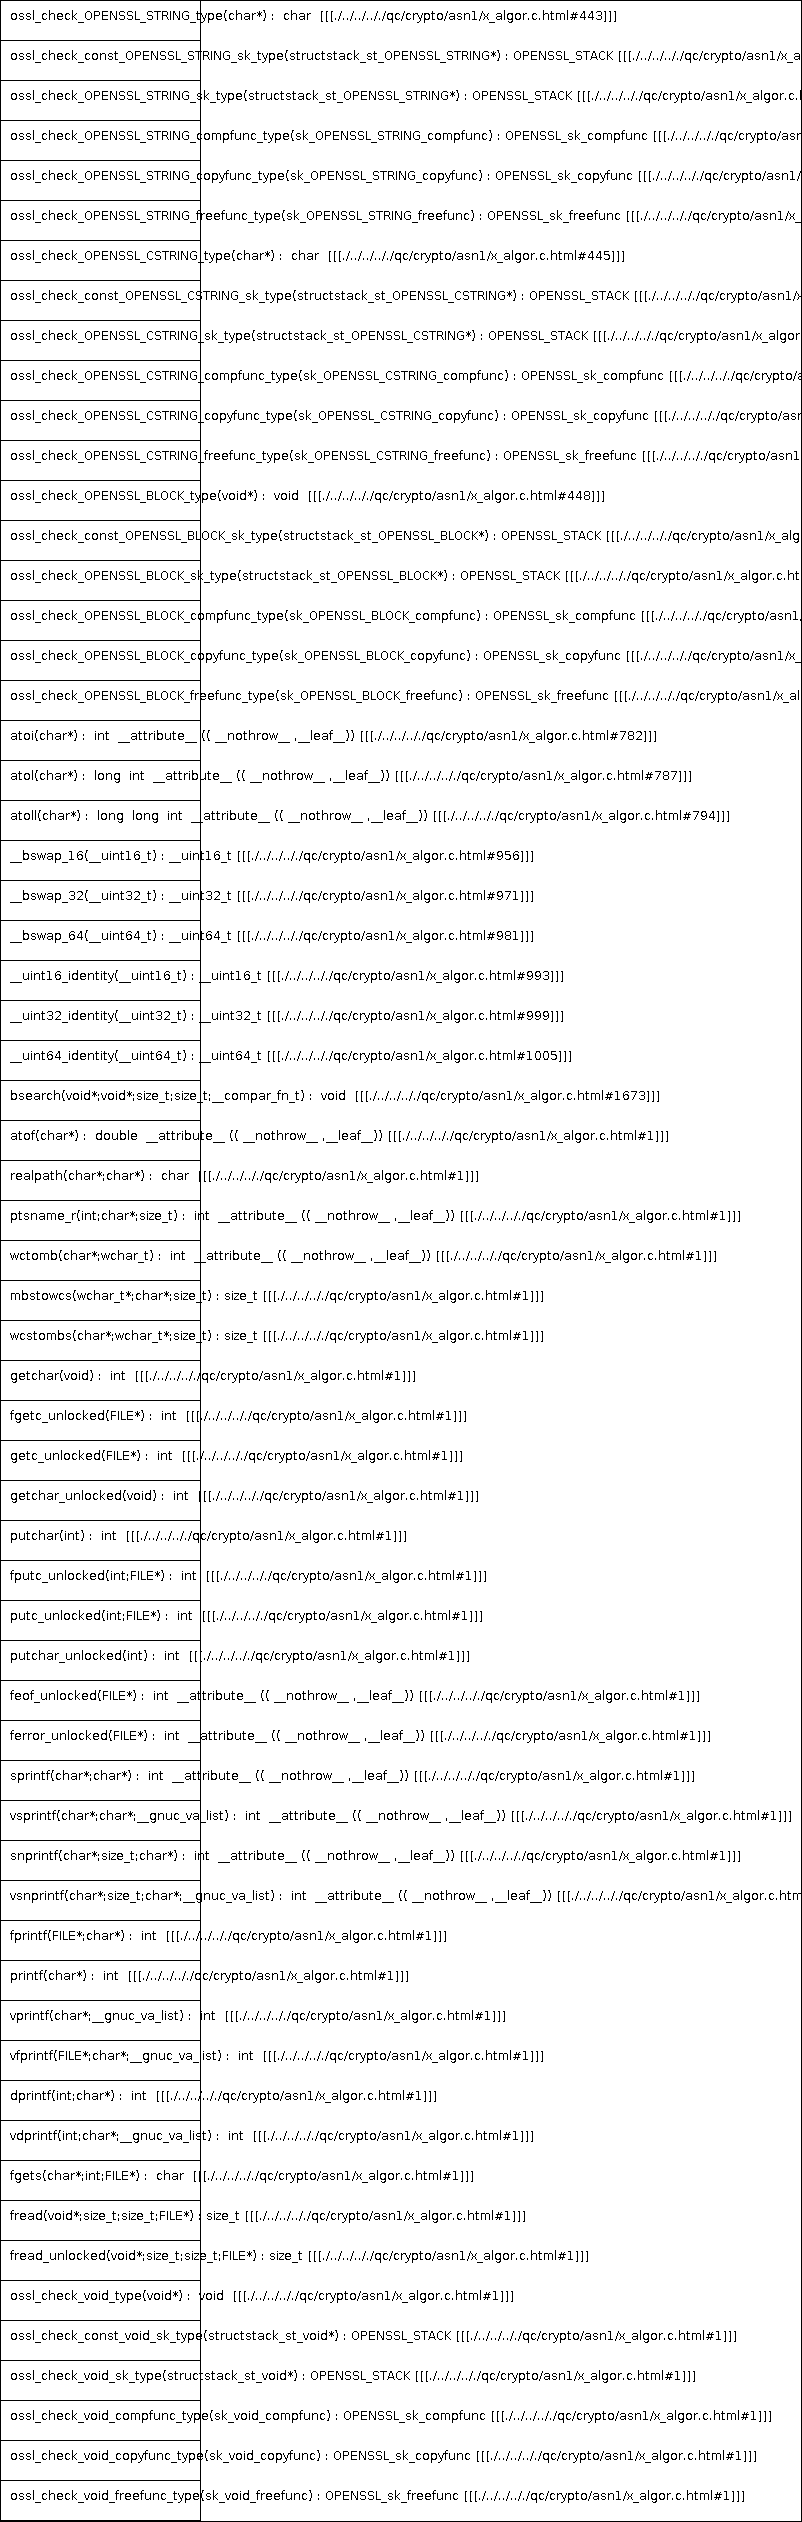 ossl_check_OPENSSL_STRING_type(char*) :  char  [[[./../../../../qc/crypto/asn1/x_algor.c.html#443]]]
ossl_check_const_OPENSSL_STRING_sk_type(structstack_st_OPENSSL_STRING*) : OPENSSL_STACK [[[./../../../../qc/crypto/asn1/x_a
ossl_check_OPENSSL_STRING_sk_type(structstack_st_OPENSSL_STRING*) : OPENSSL_STACK [[[./../../../../qc/crypto/asn1/x_algor.c.
ossl_check_OPENSSL_STRING_compfunc_type(sk_OPENSSL_STRING_compfunc) : OPENSSL_sk_compfunc [[[./../../../../qc/crypto/asn
ossl_check_OPENSSL_STRING_copyfunc_type(sk_OPENSSL_STRING_copyfunc) : OPENSSL_sk_copyfunc [[[./../../../../qc/crypto/asn1/
ossl_check_OPENSSL_STRING_freefunc_type(sk_OPENSSL_STRING_freefunc) : OPENSSL_sk_freefunc [[[./../../../../qc/crypto/asn1/x_
ossl_check_OPENSSL_CSTRING_type(char*) :  char  [[[./../../../../qc/crypto/asn1/x_algor.c.html#445]]]
ossl_check_const_OPENSSL_CSTRING_sk_type(structstack_st_OPENSSL_CSTRING*) : OPENSSL_STACK [[[./../../../../qc/crypto/asn1/x
ossl_check_OPENSSL_CSTRING_sk_type(structstack_st_OPENSSL_CSTRING*) : OPENSSL_STACK [[[./../../../../qc/crypto/asn1/x_algor
ossl_check_OPENSSL_CSTRING_compfunc_type(sk_OPENSSL_CSTRING_compfunc) : OPENSSL_sk_compfunc [[[./../../../../qc/crypto/a
ossl_check_OPENSSL_CSTRING_copyfunc_type(sk_OPENSSL_CSTRING_copyfunc) : OPENSSL_sk_copyfunc [[[./../../../../qc/crypto/asn
ossl_check_OPENSSL_CSTRING_freefunc_type(sk_OPENSSL_CSTRING_freefunc) : OPENSSL_sk_freefunc [[[./../../../../qc/crypto/asn1
ossl_check_OPENSSL_BLOCK_type(void*) :  void  [[[./../../../../qc/crypto/asn1/x_algor.c.html#448]]]
ossl_check_const_OPENSSL_BLOCK_sk_type(structstack_st_OPENSSL_BLOCK*) : OPENSSL_STACK [[[./../../../../qc/crypto/asn1/x_alg
ossl_check_OPENSSL_BLOCK_sk_type(structstack_st_OPENSSL_BLOCK*) : OPENSSL_STACK [[[./../../../../qc/crypto/asn1/x_algor.c.ht
ossl_check_OPENSSL_BLOCK_compfunc_type(sk_OPENSSL_BLOCK_compfunc) : OPENSSL_sk_compfunc [[[./../../../../qc/crypto/asn1/
ossl_check_OPENSSL_BLOCK_copyfunc_type(sk_OPENSSL_BLOCK_copyfunc) : OPENSSL_sk_copyfunc [[[./../../../../qc/crypto/asn1/x_
ossl_check_OPENSSL_BLOCK_freefunc_type(sk_OPENSSL_BLOCK_freefunc) : OPENSSL_sk_freefunc [[[./../../../../qc/crypto/asn1/x_al
atoi(char*) :  int  __attribute__ (( __nothrow__ ,__leaf__)) [[[./../../../../qc/crypto/asn1/x_algor.c.html#782]]]
atol(char*) :  long  int  __attribute__ (( __nothrow__ ,__leaf__)) [[[./../../../../qc/crypto/asn1/x_algor.c.html#787]]]
atoll(char*) :  long  long  int  __attribute__ (( __nothrow__ ,__leaf__)) [[[./../../../../qc/crypto/asn1/x_algor.c.html#794]]]
__bswap_16(__uint16_t) : __uint16_t [[[./../../../../qc/crypto/asn1/x_algor.c.html#956]]]
__bswap_32(__uint32_t) : __uint32_t [[[./../../../../qc/crypto/asn1/x_algor.c.html#971]]]
__bswap_64(__uint64_t) : __uint64_t [[[./../../../../qc/crypto/asn1/x_algor.c.html#981]]]
__uint16_identity(__uint16_t) : __uint16_t [[[./../../../../qc/crypto/asn1/x_algor.c.html#993]]]
__uint32_identity(__uint32_t) : __uint32_t [[[./../../../../qc/crypto/asn1/x_algor.c.html#999]]]
__uint64_identity(__uint64_t) : __uint64_t [[[./../../../../qc/crypto/asn1/x_algor.c.html#1005]]]
bsearch(void*;void*;size_t;size_t;__compar_fn_t) :  void  [[[./../../../../qc/crypto/asn1/x_algor.c.html#1673]]]
atof(char*) :  double  __attribute__ (( __nothrow__ ,__leaf__)) [[[./../../../../qc/crypto/asn1/x_algor.c.html#1]]]
realpath(char*;char*) :  char  [[[./../../../../qc/crypto/asn1/x_algor.c.html#1]]]
ptsname_r(int;char*;size_t) :  int  __attribute__ (( __nothrow__ ,__leaf__)) [[[./../../../../qc/crypto/asn1/x_algor.c.html#1]]]
wctomb(char*;wchar_t) :  int  __attribute__ (( __nothrow__ ,__leaf__)) [[[./../../../../qc/crypto/asn1/x_algor.c.html#1]]]
mbstowcs(wchar_t*;char*;size_t) : size_t [[[./../../../../qc/crypto/asn1/x_algor.c.html#1]]]
wcstombs(char*;wchar_t*;size_t) : size_t [[[./../../../../qc/crypto/asn1/x_algor.c.html#1]]]
getchar(void) :  int  [[[./../../../../qc/crypto/asn1/x_algor.c.html#1]]]
fgetc_unlocked(FILE*) :  int  [[[./../../../../qc/crypto/asn1/x_algor.c.html#1]]]
getc_unlocked(FILE*) :  int  [[[./../../../../qc/crypto/asn1/x_algor.c.html#1]]]
getchar_unlocked(void) :  int  [[[./../../../../qc/crypto/asn1/x_algor.c.html#1]]]
putchar(int) :  int  [[[./../../../../qc/crypto/asn1/x_algor.c.html#1]]]
fputc_unlocked(int;FILE*) :  int  [[[./../../../../qc/crypto/asn1/x_algor.c.html#1]]]
putc_unlocked(int;FILE*) :  int  [[[./../../../../qc/crypto/asn1/x_algor.c.html#1]]]
putchar_unlocked(int) :  int  [[[./../../../../qc/crypto/asn1/x_algor.c.html#1]]]
feof_unlocked(FILE*) :  int  __attribute__ (( __nothrow__ ,__leaf__)) [[[./../../../../qc/crypto/asn1/x_algor.c.html#1]]]
ferror_unlocked(FILE*) :  int  __attribute__ (( __nothrow__ ,__leaf__)) [[[./../../../../qc/crypto/asn1/x_algor.c.html#1]]]
sprintf(char*;char*) :  int  __attribute__ (( __nothrow__ ,__leaf__)) [[[./../../../../qc/crypto/asn1/x_algor.c.html#1]]]
vsprintf(char*;char*;__gnuc_va_list) :  int  __attribute__ (( __nothrow__ ,__leaf__)) [[[./../../../../qc/crypto/asn1/x_algor.c.html#1]]]
snprintf(char*;size_t;char*) :  int  __attribute__ (( __nothrow__ ,__leaf__)) [[[./../../../../qc/crypto/asn1/x_algor.c.html#1]]]
vsnprintf(char*;size_t;char*;__gnuc_va_list) :  int  __attribute__ (( __nothrow__ ,__leaf__)) [[[./../../../../qc/crypto/asn1/x_algor.c.htm
fprintf(FILE*;char*) :  int  [[[./../../../../qc/crypto/asn1/x_algor.c.html#1]]]
printf(char*) :  int  [[[./../../../../qc/crypto/asn1/x_algor.c.html#1]]]
vprintf(char*;__gnuc_va_list) :  int  [[[./../../../../qc/crypto/asn1/x_algor.c.html#1]]]
vfprintf(FILE*;char*;__gnuc_va_list) :  int  [[[./../../../../qc/crypto/asn1/x_algor.c.html#1]]]
dprintf(int;char*) :  int  [[[./../../../../qc/crypto/asn1/x_algor.c.html#1]]]
vdprintf(int;char*;__gnuc_va_list) :  int  [[[./../../../../qc/crypto/asn1/x_algor.c.html#1]]]
fgets(char*;int;FILE*) :  char  [[[./../../../../qc/crypto/asn1/x_algor.c.html#1]]]
fread(void*;size_t;size_t;FILE*) : size_t [[[./../../../../qc/crypto/asn1/x_algor.c.html#1]]]
fread_unlocked(void*;size_t;size_t;FILE*) : size_t [[[./../../../../qc/crypto/asn1/x_algor.c.html#1]]]
ossl_check_void_type(void*) :  void  [[[./../../../../qc/crypto/asn1/x_algor.c.html#1]]]
ossl_check_const_void_sk_type(structstack_st_void*) : OPENSSL_STACK [[[./../../../../qc/crypto/asn1/x_algor.c.html#1]]]
ossl_check_void_sk_type(structstack_st_void*) : OPENSSL_STACK [[[./../../../../qc/crypto/asn1/x_algor.c.html#1]]]
ossl_check_void_compfunc_type(sk_void_compfunc) : OPENSSL_sk_compfunc [[[./../../../../qc/crypto/asn1/x_algor.c.html#1]]]
ossl_check_void_copyfunc_type(sk_void_copyfunc) : OPENSSL_sk_copyfunc [[[./../../../../qc/crypto/asn1/x_algor.c.html#1]]]
ossl_check_void_freefunc_type(sk_void_freefunc) : OPENSSL_sk_freefunc [[[./../../../../qc/crypto/asn1/x_algor.c.html#1]]]